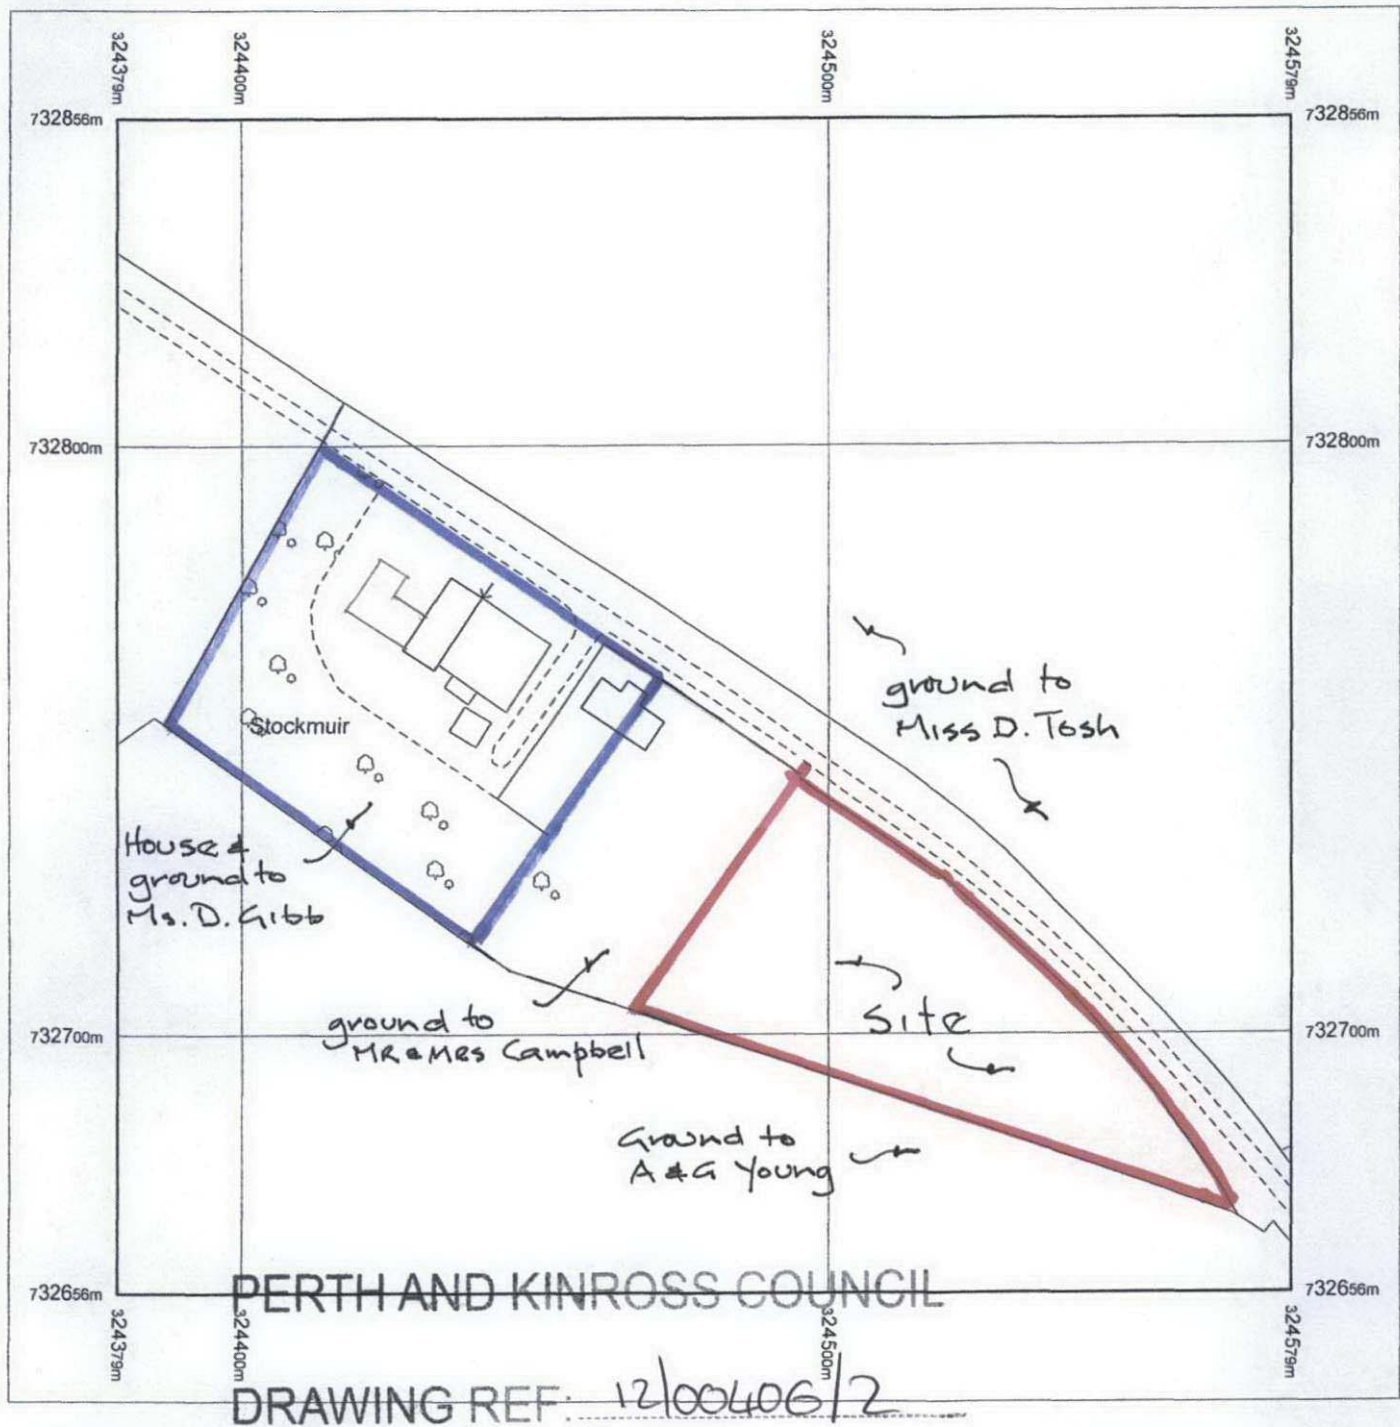 324379m
324400m
324500m
324579m
732856m
732856m
732800m
732800m
ground to
Miss D. Tosh
Stockmuir
House &
ground to
Ms. D. Gibb
ground to
MR & MRS Campbell
Site
732700m
732700m
Ground to
A & G Young
732656m
732656m
PERTH AND KINROSS COUNCIL
324379m
324400m
324500m
324579m
DRAWING REF: 12/00406/2